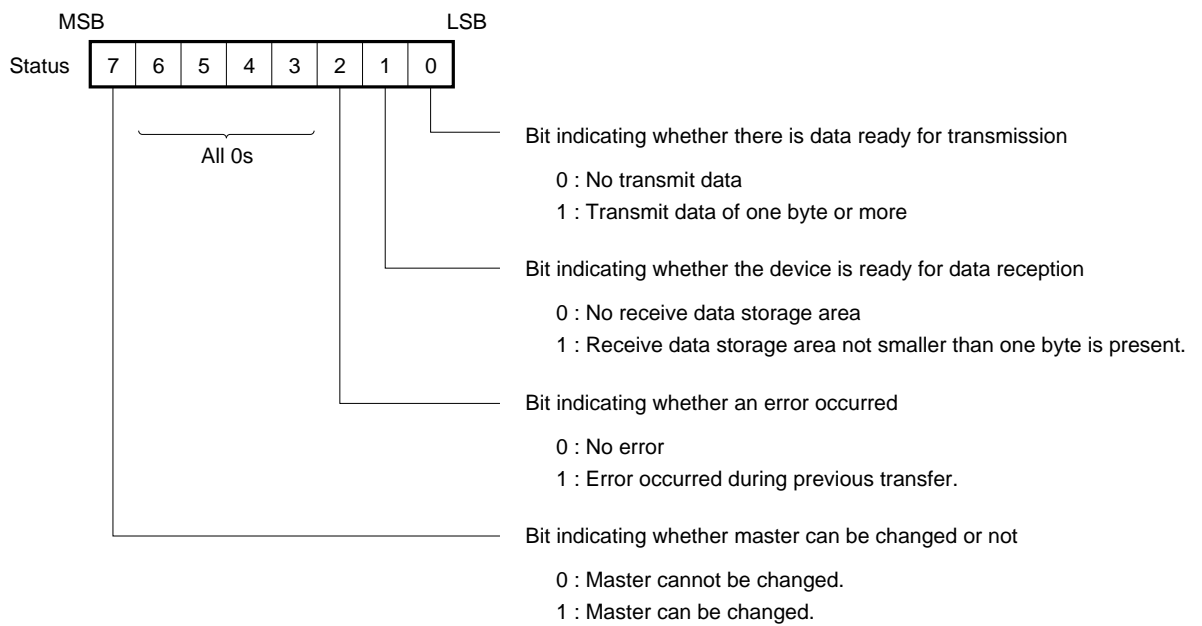 MSB LSB
Status 7 6 5 4 3 2 1 0
Bit indicating whether there is data ready for transmission
All 0s
0 : No transmit data
1 : Transmit data of one byte or more
Bit indicating whether the device is ready for data reception
0 : No receive data storage area
1 : Receive data storage area not smaller than one byte is present.
Bit indicating whether an error occurred
0 : No error
1 : Error occurred during previous transfer.
Bit indicating whether master can be changed or not
0 : Master cannot be changed.
1 : Master can be changed.